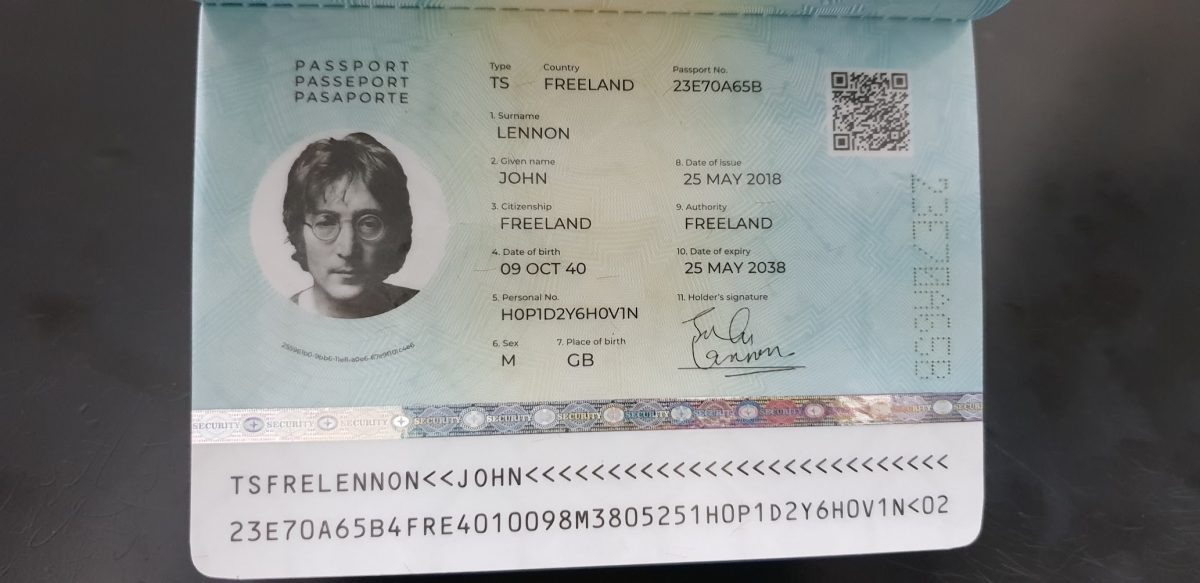 PASSPORT
PASSEPORT
PASAPORTE
Type Country Passport No.
TS FREELAND 23E70A65B
1. Surname
LENNON
2. Given name 8. Date of issue
JOHN 25 MAY 2018
3. Citizenship 9. Authority
FREELAND FREELAND
4. Date of birth 10. Date of expiry
09 OCT 40 25 MAY 2038
5. Personal No. 11. Holder's signature
H0P1D2Y6H0V1N
6. Sex 7. Place of birth
M GB
John
Lennon
23E70A65B
SECURITY SECURITY SECURITY SECURITY SECURITY SECURITY SECURITY SECURITY SECURITY
TSFRELENNON<<JOHN<<<<<<<<<<<<<<<<<<<<<<<<<<<
23E70A65B4FRE4010098M3805251H0P1D2Y6H0V1N<02